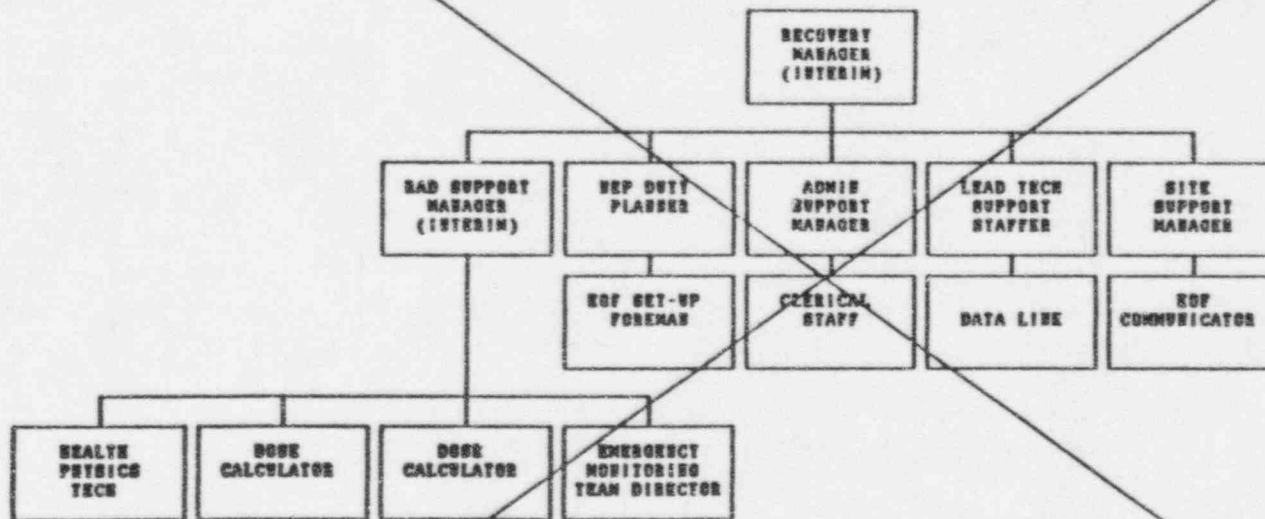 RECOVERY
MANAGER
(INTERIM)
RAD SUPPORT
MANAGER
(INTERIM)
NEP DUTY
PLANNER
ADMIN
SUPPORT
MANAGER
LEAD TECH
SUPPORT
STAFFER
SITE
SUPPORT
MANAGER
EOF SET-UP
FOREMAN
CLERICAL
STAFF
DATA LINE
EOF
COMMUNICATOR
HEALTH
PHYSICS
TECH
DOSE
CALCULATOR
DOSE
CALCULATOR
EMERGENCY
MONITORING
TEAM DIRECTOR